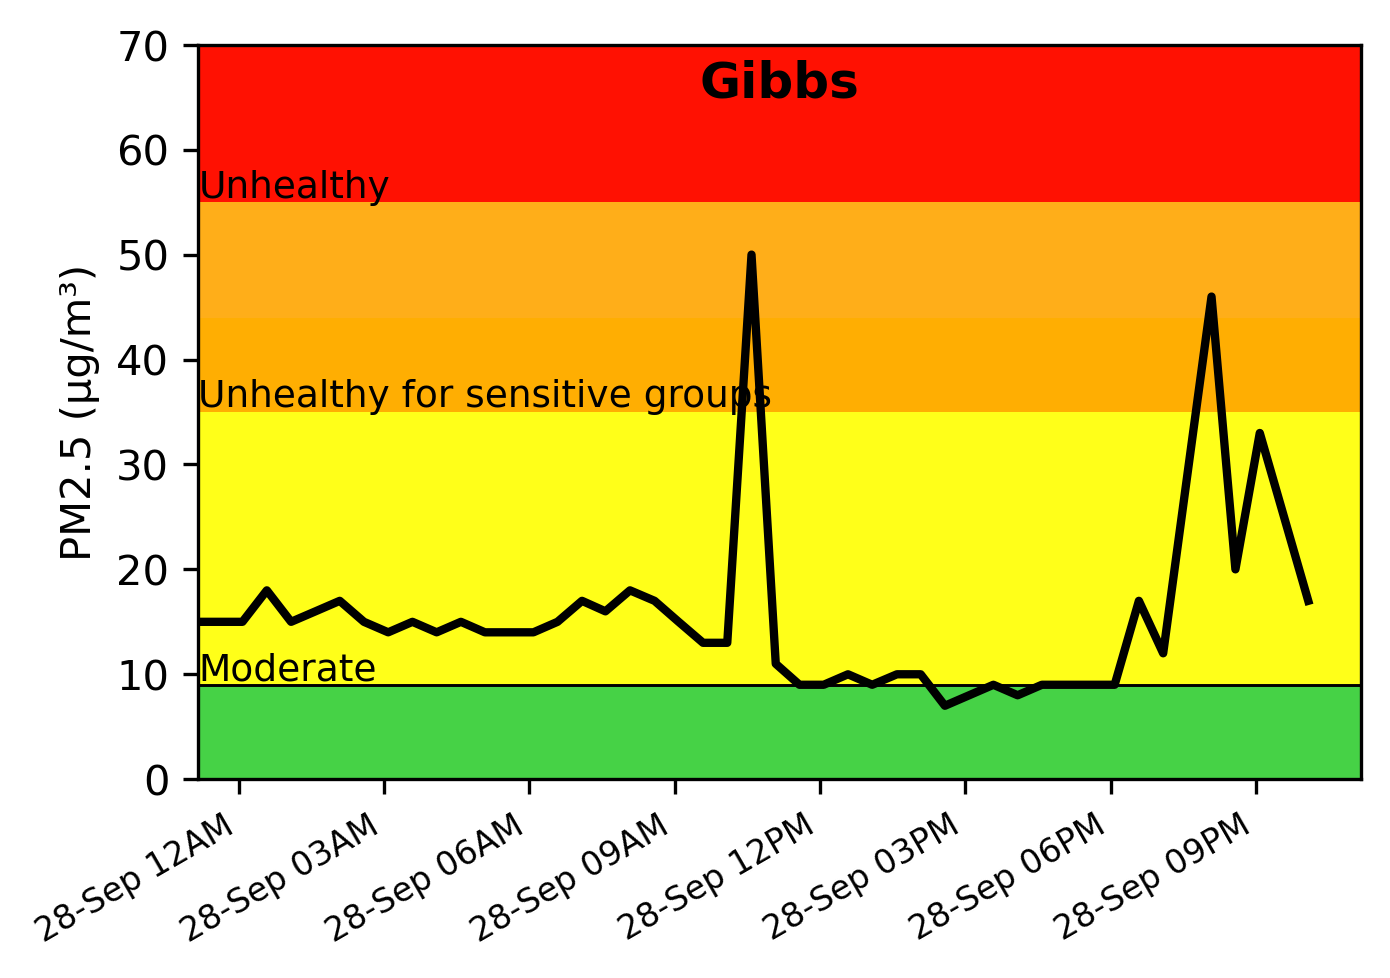 Gibbs
70
60
50
40
30
20
10
0
PM2.5 (µg/m³)
Unhealthy
Unhealthy for sensitive groups
Moderate
28-Sep 12AM
28-Sep 03AM
28-Sep 06AM
28-Sep 09AM
28-Sep 12PM
28-Sep 03PM
28-Sep 06PM
28-Sep 09PM